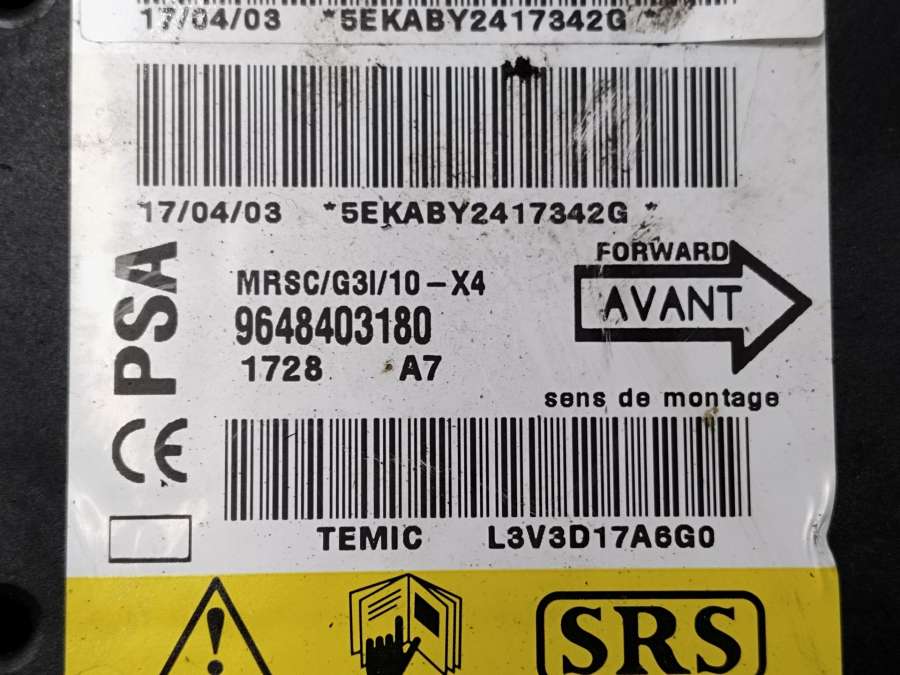 17/04/03 *5EKABY2417342G *
17/04/03 *5EKABY2417342G *
PSA
MRSC/G3I/10-X4
9648403180
1728 A7
FORWARD
AVANT
sens de montage
CE
TEMIC L3V3D17A6G0
SRS